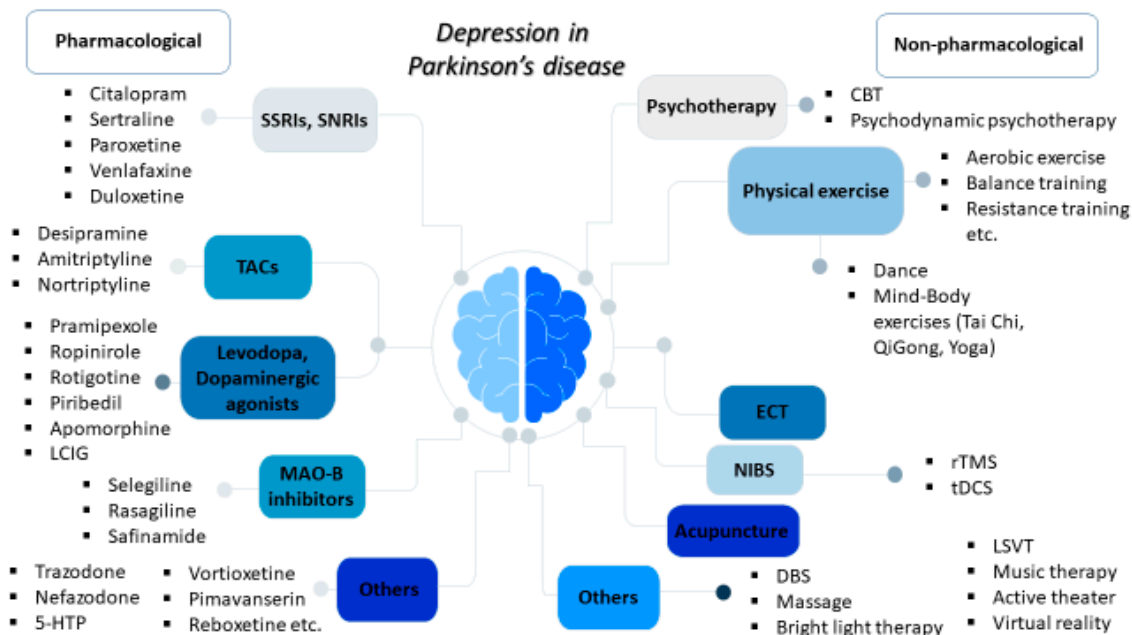 Depression in
Parkinson's disease
Pharmacological
SSRIs, SNRIs
▪ Citalopram
▪ Sertraline
▪ Paroxetine
▪ Venlafaxine
▪ Duloxetine
TACs
▪ Desipramine
▪ Amitriptyline
▪ Nortriptyline
Levodopa,
Dopaminergic
agonists
▪ Pramipexole
▪ Ropinirole
▪ Rotigotine
▪ Piribedil
▪ Apomorphine
▪ LCIG
MAO-B
inhibitors
▪ Selegiline
▪ Rasagiline
▪ Safinamide
Others
▪ Trazodone
▪ Nefazodone
▪ 5-HTP
▪ Vortioxetine
▪ Pimavanserin
▪ Reboxetine etc.
Non-pharmacological
Psychotherapy
▪ CBT
▪ Psychodynamic psychotherapy
Physical exercise
▪ Aerobic exercise
▪ Balance training
▪ Resistance training
etc.
▪ Dance
▪ Mind-Body
exercises (Tai Chi,
QiGong, Yoga)
ECT
NIBS
▪ rTMS
▪ tDCS
Acupuncture
Others
▪ DBS
▪ Massage
▪ Bright light therapy
▪ LSVT
▪ Music therapy
▪ Active theater
▪ Virtual reality